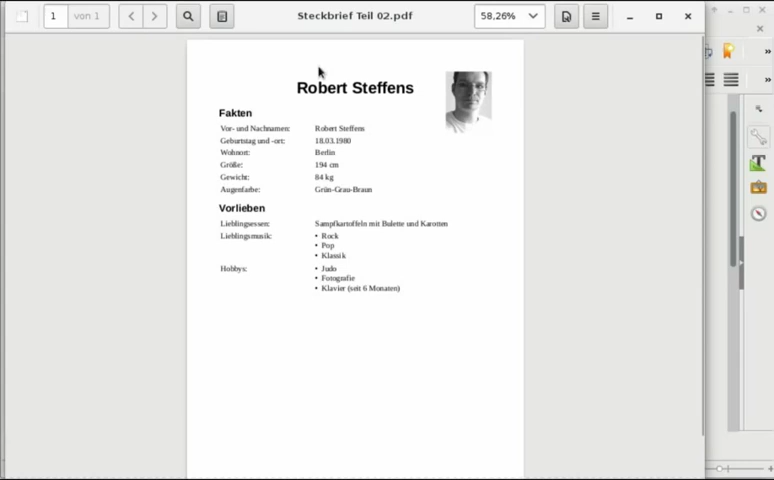 1 von 1 Steckbrief Teil 02.pdf 58,26%
Robert Steffens
Fakten
Vor- und Nachnamen: Robert Steffens
Geburtstag und -ort: 18.03.1980
Wohnort: Berlin
Größe: 194 cm
Gewicht: 84 kg
Augenfarbe: Grün-Grau-Braun
Vorlieben
Lieblingsessen: Sampfkartoffeln mit Bulette und Karotten
Lieblingsmusik: • Rock
• Pop
• Klassik
Hobbys: • Judo
• Fotografie
• Klavier (seit 6 Monaten)